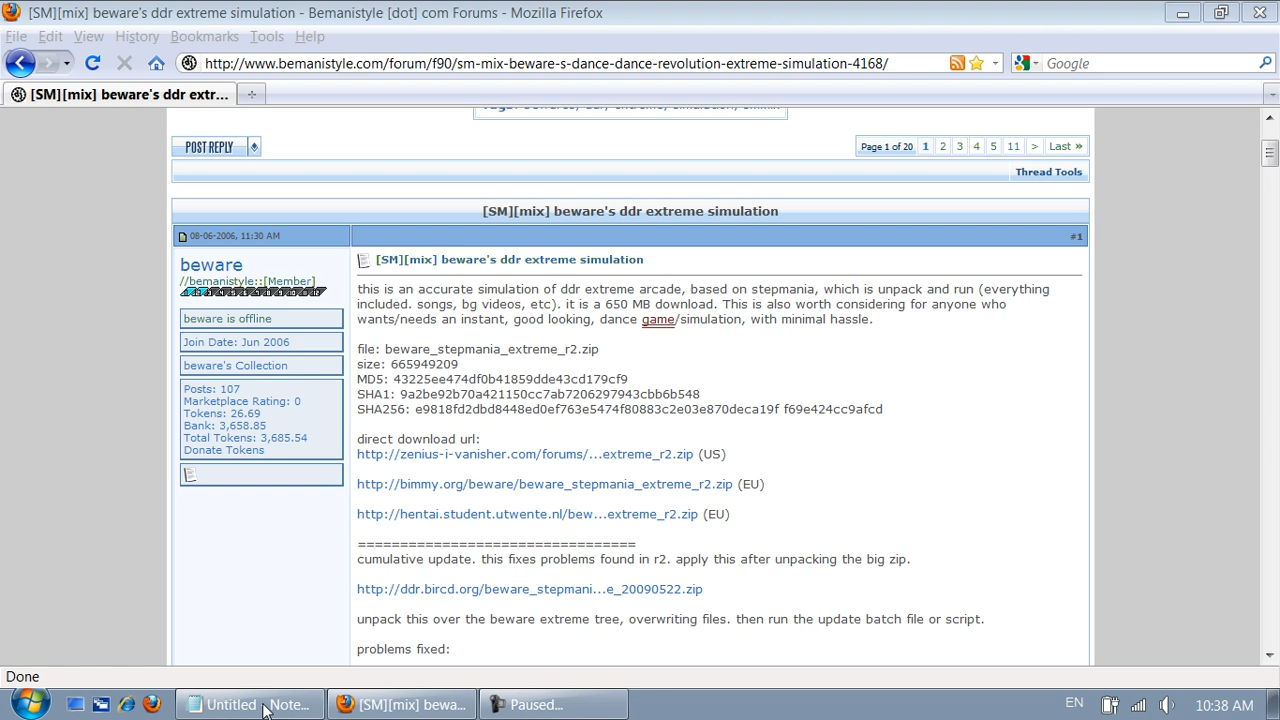 [SM][mix] beware's ddr extreme simulation - Bemanistyle [dot] com Forums - Mozilla Firefox
File Edit View History Bookmarks Tools Help
http://www.bemanistyle.com/forum/f90/sm-mix-beware-s-dance-dance-revolution-extreme-simulation-4168/
Google
[SM][mix] beware's ddr extr...
POST REPLY
Page 1 of 20 1 2 3 4 5 11 > Last »
Thread Tools
[SM][mix] beware's ddr extreme simulation
08-06-2006, 11:30 AM
#1
beware
//bemanistyle::[Member]
beware is offline
Join Date: Jun 2006
beware's Collection
Posts: 107
Marketplace Rating: 0
Tokens: 26.69
Bank: 3,658.85
Total Tokens: 3,685.54
Donate Tokens
[SM][mix] beware's ddr extreme simulation
this is an accurate simulation of ddr extreme arcade, based on stepmania, which is unpack and run (everything
included. songs, bg videos, etc). it is a 650 MB download. This is also worth considering for anyone who
wants/needs an instant, good looking, dance game/simulation, with minimal hassle.
file: beware_stepmania_extreme_r2.zip
size: 665949209
MD5: 43225ee474df0b41859dde43cd179cf9
SHA1: 9a2be92b70a421150cc7ab7206297943cbb6b548
SHA256: e9818fd2dbd8448ed0ef763e5474f80883c2e03e870deca19f f69e424cc9afcd
direct download url:
http://zenius-i-vanisher.com/forums/...extreme_r2.zip (US)
http://bimmy.org/beware/beware_stepmania_extreme_r2.zip (EU)
http://hentai.student.utwente.nl/bew...extreme_r2.zip (EU)
=================================
cumulative update. this fixes problems found in r2. apply this after unpacking the big zip.
http://ddr.bircd.org/beware_stepmani...e_20090522.zip
unpack this over the beware extreme tree, overwriting files. then run the update batch file or script.
problems fixed:
Done
Untitled - Note...
[SM][mix] bewa...
Paused...
EN
10:38 AM